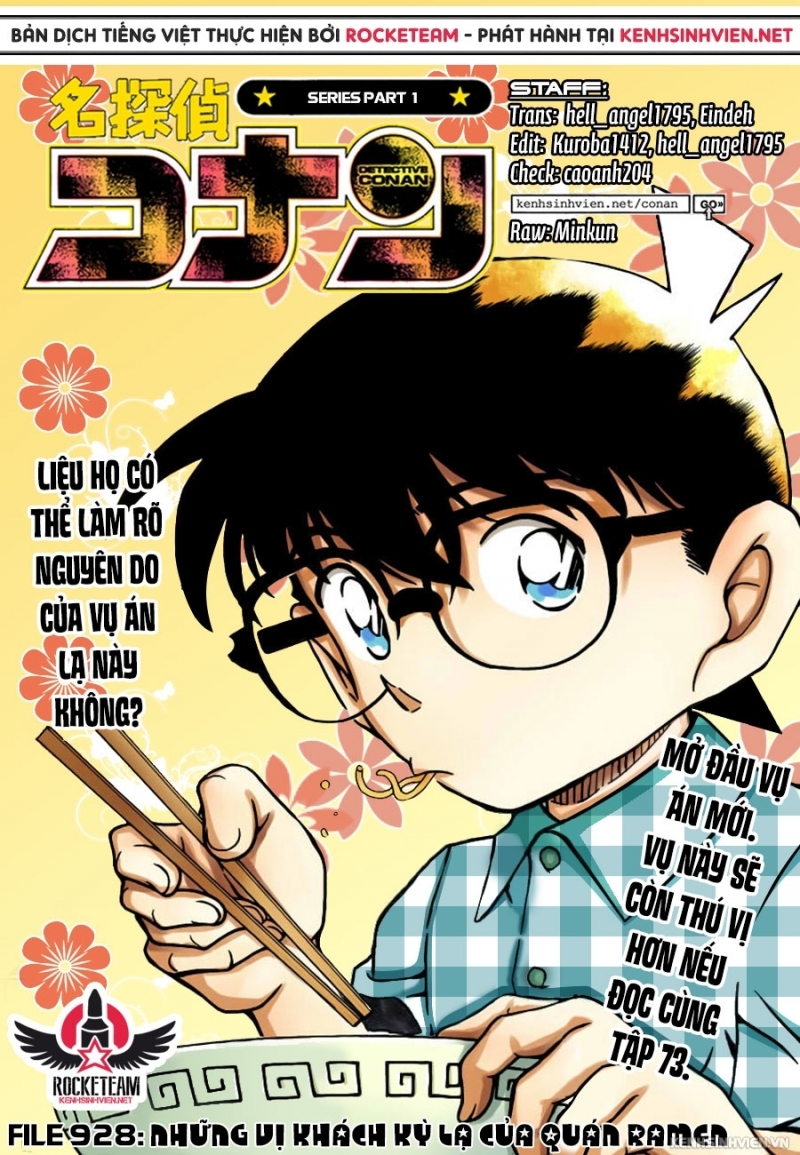 BẢN DỊCH TIẾNG VIỆT THỰC HIỆN BỞI ROCKETEAM - PHÁT HÀNH TẠI KENHSINHVIEN.NET
名探偵
SERIES PART 1
コナン
DETECTIVE
CONAN
STAFF:
Trans: hell_angel1795, Eindeh
Edit: Kuroba1412, hell_angel1795
Check: caoanh204
kenhsinhvien.net/conan GO»
Raw: Minkun
LIỆU HỌ CÓ
THỂ LÀM RÕ
NGUYÊN DO
CỦA VỤ ÁN
LẠ NÀY
KHÔNG?
MỞ ĐẦU VỤ
ÁN MỚI.
VỤ NÀY SẼ
CÒN THÚ VỊ
HƠN NẾU
ĐỌC CÙNG
TẬP 73.
ROCKETEAM
KENHSINHVIEN.NET
FILE 928: NHỮNG VỊ KHÁCH KỲ LẠ CỦA QUÁN RAMEN
KENHSINHVIEN.VN